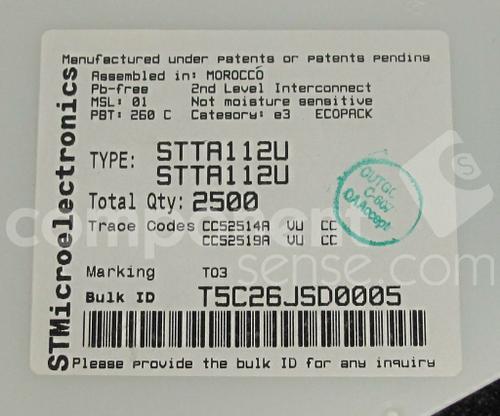 Manufactured under patents or patents pending
Assembled in: MOROCCO
Pb-free 2nd Level Interconnect
MSL: 01 Not moisture sensitive
PBT: 260 C Category: e3 ECOPACK
STMicroelectronics
TYPE: STTA112U
STTA112U
Total Qty: 2500
Trace Codes CC52514A VU CC
CC52519A VU CC
Marking T03
Bulk ID T5C26JSD0005
Please provide the bulk ID for any inquiry
QA Accept
component
sense.com